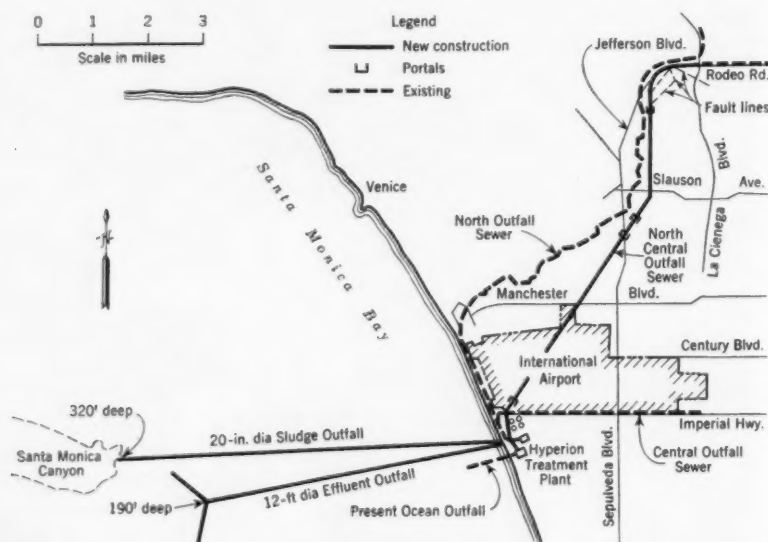 0 1 2 3
Scale in miles
Legend
New construction
Portals
Existing
Jefferson Blvd.
Rodeo Rd.
Fault lines
Blvd.
Slauson
Ave.
Venice
Santa Monica Bay
North Outfall
Sewer
North
Central
Outfall
Sewer
La Cienega
N
Manchester
Blvd.
Century Blvd.
International
Airport
320' deep
20-in. dia Sludge Outfall
Imperial Hwy.
Santa Monica
Canyon
Hyperion
Treatment
Plant
Central Outfall
Sewer
12-ft dia Effluent Outfall
190' deep
Present Ocean Outfall
Sepulveda Blvd.